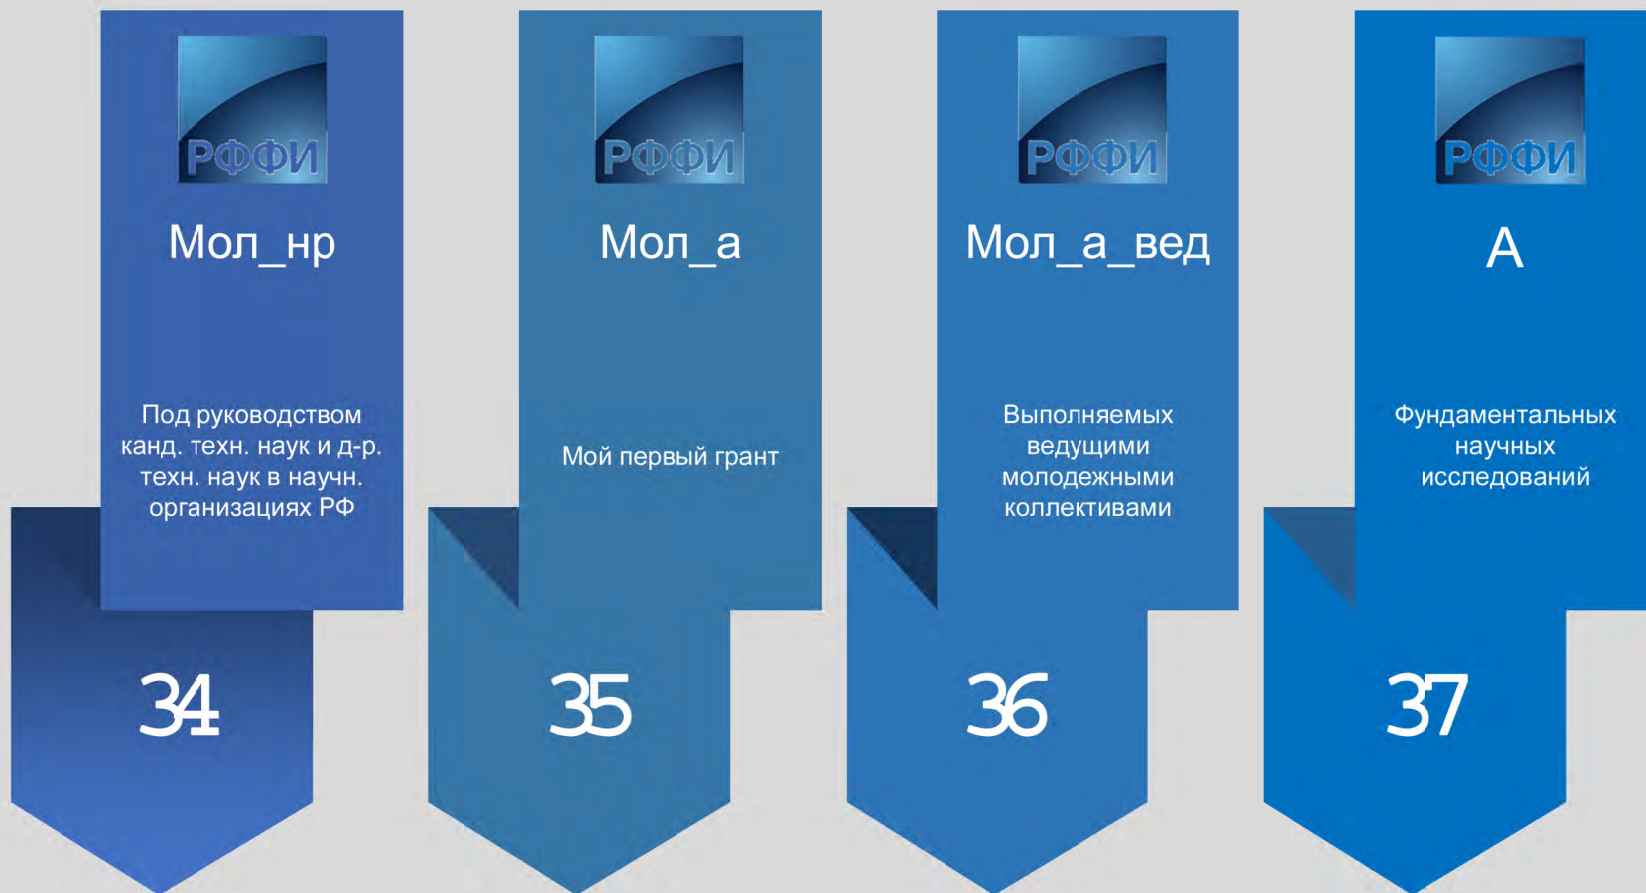 РФФИ
Мол_нр
Под руководством
канд. техн. наук и д-р.
техн. наук в научн.
организациях РФ
34
РФФИ
Мол_а
Мой первый грант
35
РФФИ
Мол_а_вед
Выполняемых
ведущими
молодежными
коллективами
36
РФФИ
А
Фундаментальных
научных
исследований
37